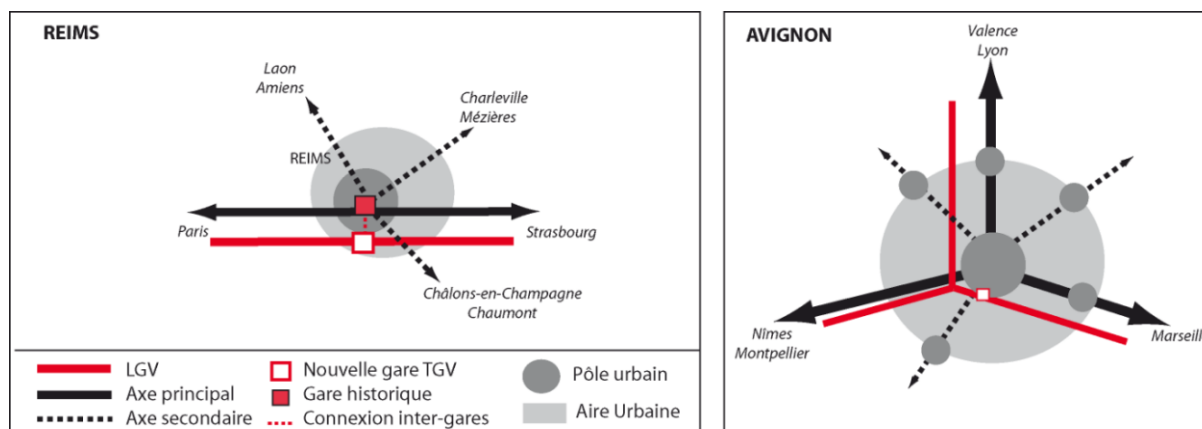 REIMS
Laon
Amiens
Charleville
Mézières
REIMS
Paris
Strasbourg
Châlons-en-Champagne
Chaumont
LGV
Axe principal
Axe secondaire
Nouvelle gare TGV
Gare historique
Connexion inter-gares
Pôle urbain
Aire Urbaine
AVIGNON
Valence
Lyon
Nîmes
Montpellier
Marseill